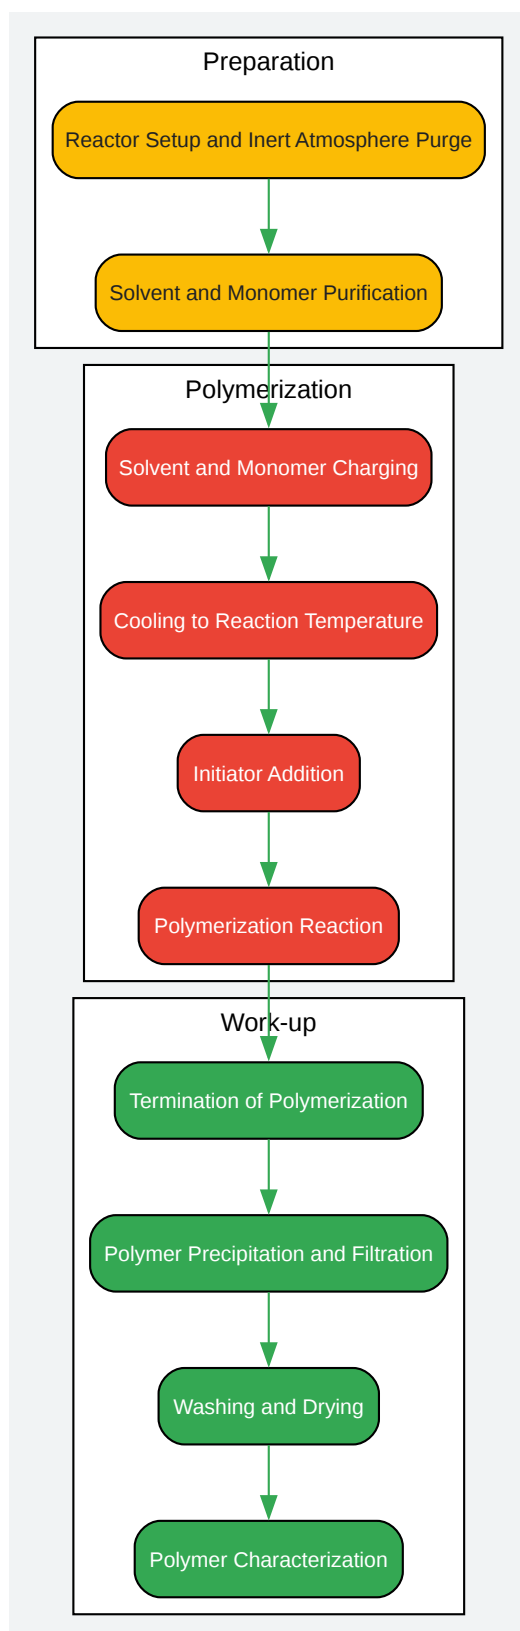 Preparation
Reactor Setup and Inert Atmosphere Purge
Solvent and Monomer Purification
Polymerization
Solvent and Monomer Charging
Cooling to Reaction Temperature
Initiator Addition
Polymerization Reaction
Work-up
Termination of Polymerization
Polymer Precipitation and Filtration
Washing and Drying
Polymer Characterization